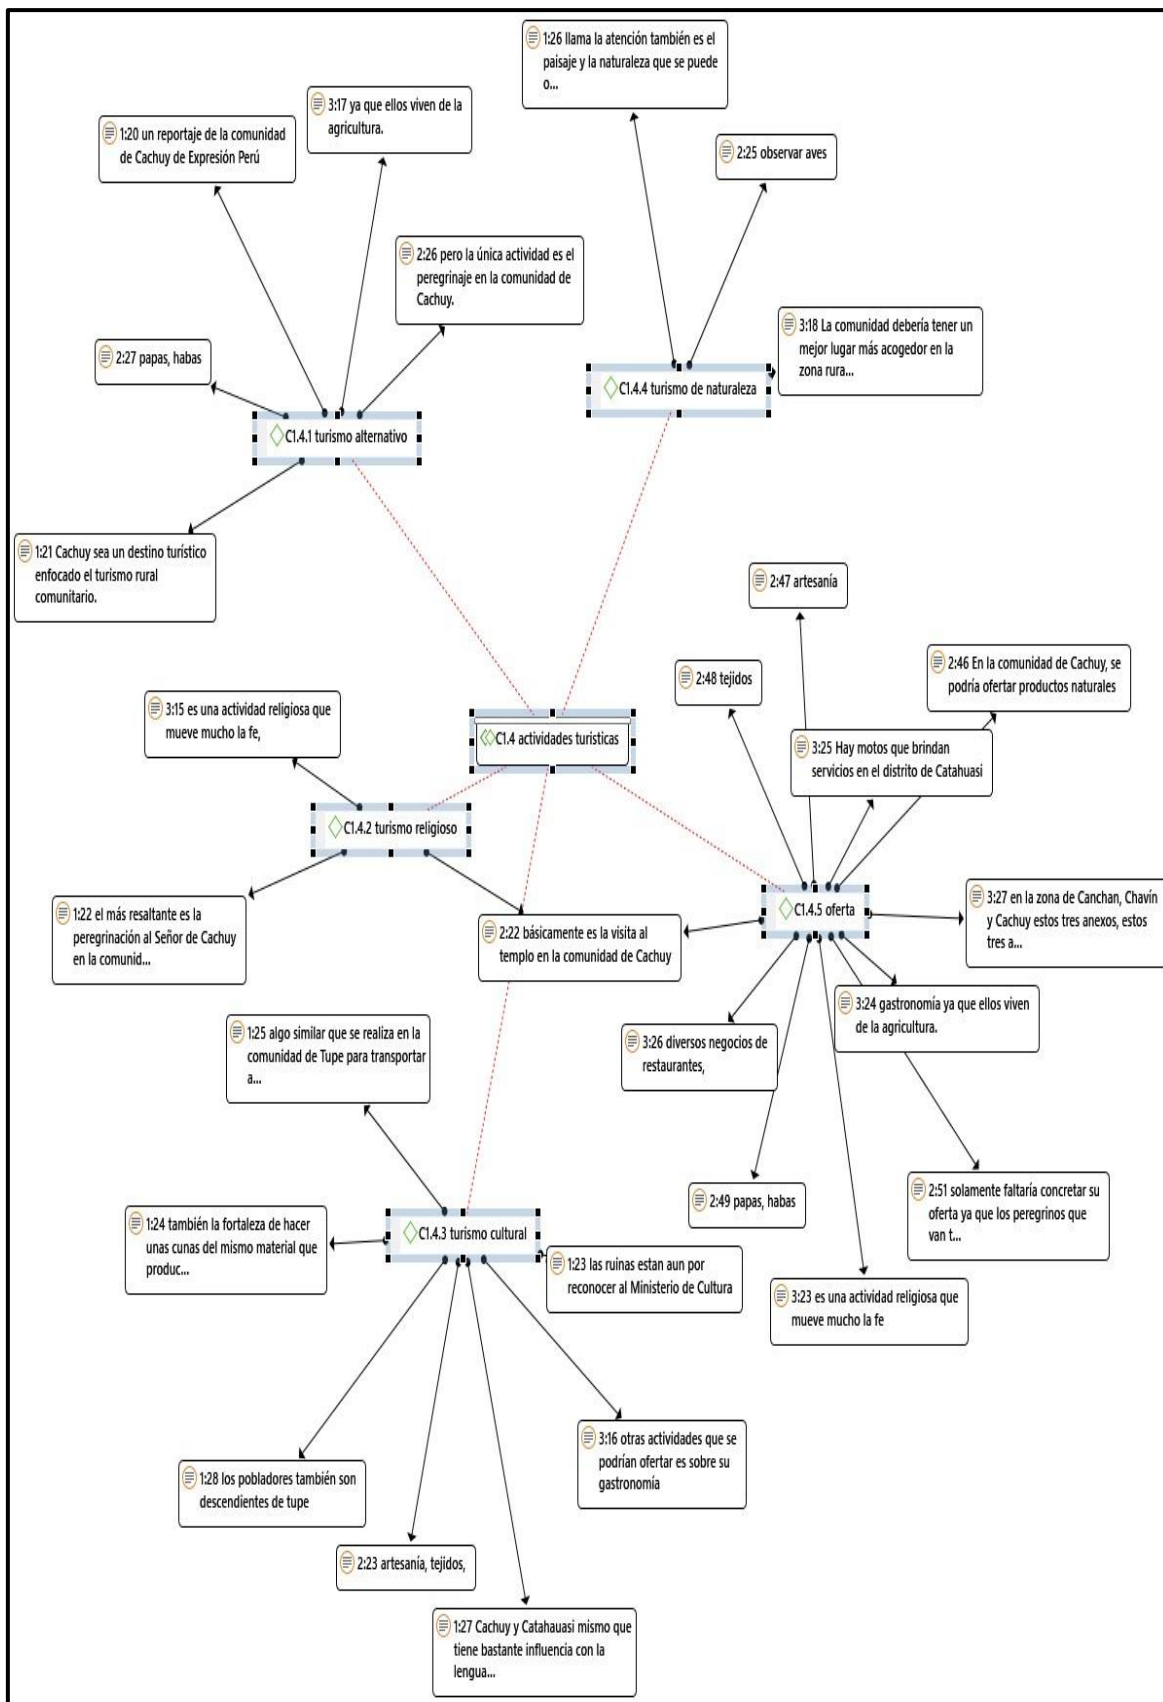 1:26 llama la atención también es el
paisaje y la naturaleza que se puede
o...
3:17 ya que ellos viven de la
agricultura.
1:20 un reportaje de la comunidad
de Cachuy de Expresión Perú
2:25 observar aves
2:26 pero la única actividad es el
peregrinaje en la comunidad de
Cachuy.
3:18 La comunidad debería tener un
mejor lugar más acogedor en la
zona rura...
2:27 papas, habas
C1.4.4 turismo de naturaleza
C1.4.1 turismo alternativo
1:21 Cachuy sea un destino turístico
enfocado el turismo rural
comunitario.
2:47 artesanía
2:48 tejidos
2:46 En la comunidad de Cachuy, se
podría ofertar productos naturales
3:15 es una actividad religiosa que
mueve mucho la fe,
C1.4 actividades turisticas
3:25 Hay motos que brindan
servicios en el distrito de Catahuasi
C1.4.2 turismo religioso
C1.4.5 oferta
3:27 en la zona de Canchan, Chavín
y Cachuy estos tres anexos, estos
tres a...
1:22 el más resaltante es la
peregrinación al Señor de Cachuy
en la comunid...
2:22 básicamente es la visita al
templo en la comunidad de Cachuy
3:24 gastronomía ya que ellos viven
de la agricultura.
1:25 algo similar que se realiza en la
comunidad de Tupe para transportar
a...
3:26 diversos negocios de
restaurantes,
2:49 papas, habas
2:51 solamente faltaría concretar su
oferta ya que los peregrinos que
van t...
1:24 también la fortaleza de hacer
unas cunas del mismo material que
produc...
C1.4.3 turismo cultural
1:23 las ruinas estan aun por
reconocer al Ministerio de Cultura
3:23 es una actividad religiosa que
mueve mucho la fe
3:16 otras actividades que se
podrían ofertar es sobre su
gastronomía
1:28 los pobladores también son
descendientes de tupe
2:23 artesanía, tejidos,
1:27 Cachuy y Catahauasi mismo que
tiene bastante influencia con la
lengua...